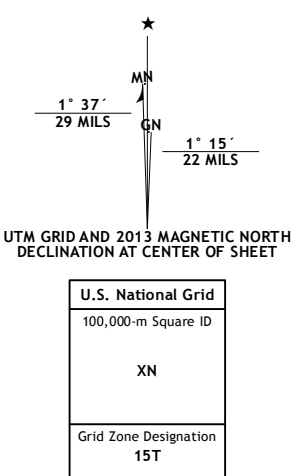 ★
MN
1° 37´
29 MILS
GN
1° 15´
22 MILS
UTM GRID AND 2013 MAGNETIC NORTH
DECLINATION AT CENTER OF SHEET
U.S. National Grid
100,000-m Square ID
XN
Grid Zone Designation
15T